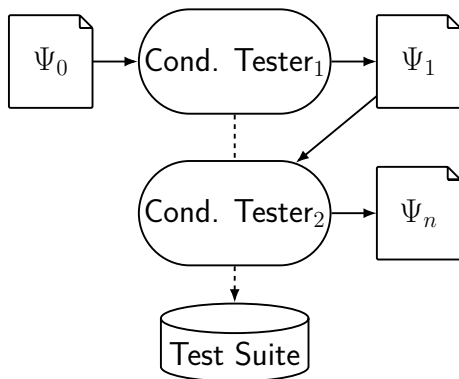 Ψ₀
Cond. Tester₁
Ψ₁
Cond. Tester₂
Ψₙ
Test Suite